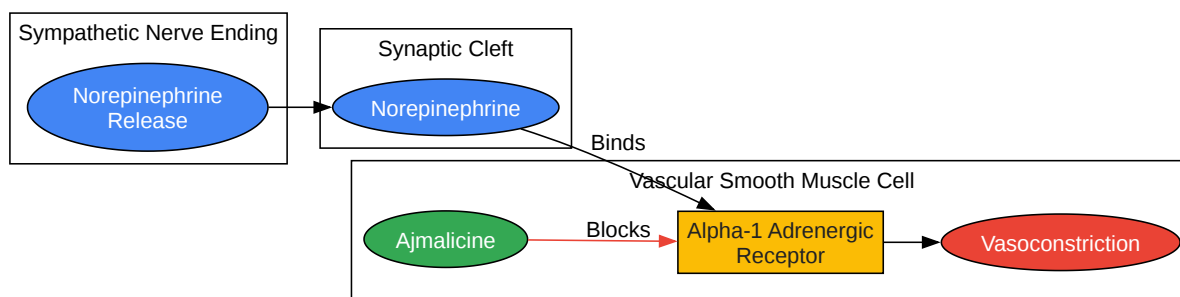 Sympathetic Nerve Ending
Norepinephrine
Release
Synaptic Cleft
Norepinephrine
Binds
Vascular Smooth Muscle Cell
Ajmalicine
Blocks
Alpha-1 Adrenergic
Receptor
Vasoconstriction